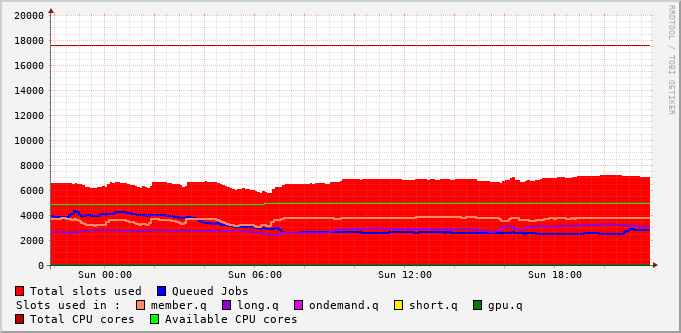 20000
18000
16000
14000
12000
10000
8000
6000
4000
2000
0
Sun 00:00 Sun 06:00 Sun 12:00 Sun 18:00
Total slots used Queued Jobs
Slots used in : member.q long.q ondemand.q short.q gpu.q
Total CPU cores Available CPU cores
RRDTOOL / TOBI OETIKER